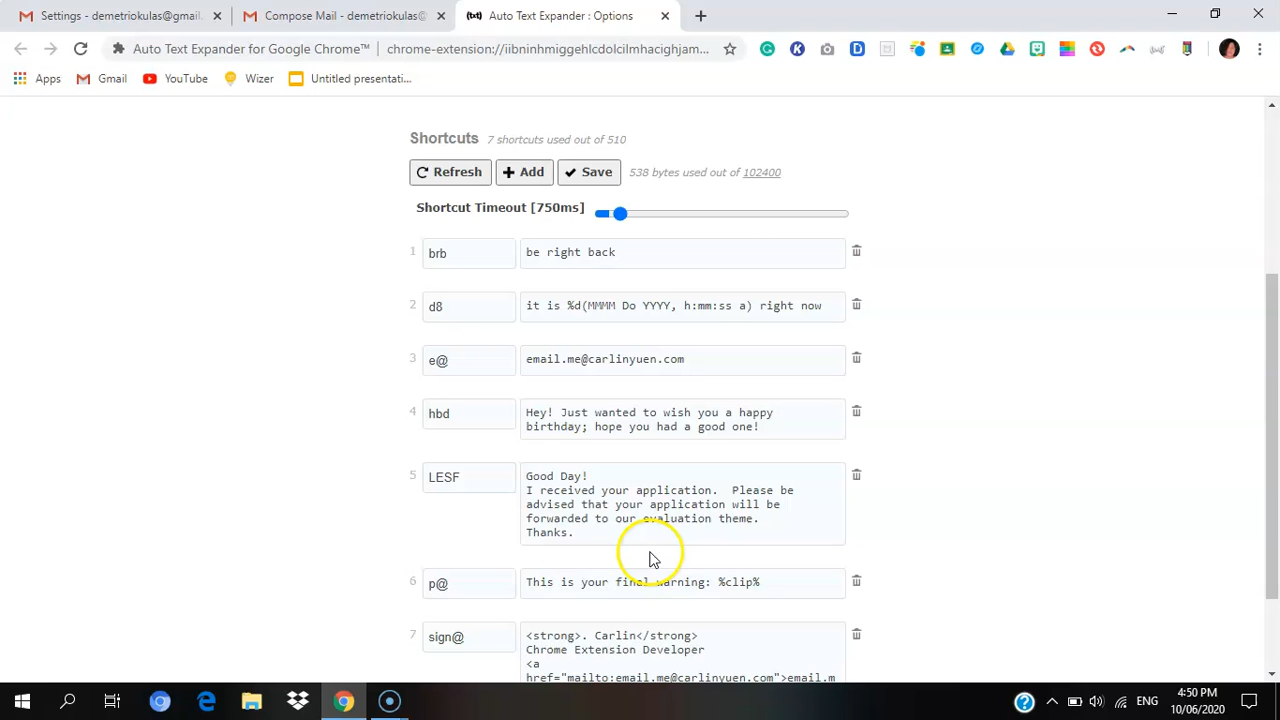 Settings - demetriokulas@gmail.
Compose Mail - demetriokulas@
(txt) Auto Text Expander : Options
Auto Text Expander for Google Chrome™ | chrome-extension://iibninhmiggehlcdolcilmhacighjam...
Apps
Gmail
YouTube
Wizer
Untitled presentati...
Shortcuts 7 shortcuts used out of 510
Refresh
Add
Save
538 bytes used out of 102400
Shortcut Timeout [750ms]
1 brb be right back
2 d8 it is %d(MMMM Do YYYY, h:mm:ss a) right now
3 e@ email.me@carlinyuen.com
4 hbd Hey! Just wanted to wish you a happy
birthday; hope you had a good one!
5 LESF Good Day!
I received your application.  Please be
advised that your application will be
forwarded to our evaluation theme.
Thanks.
6 p@ This is your final warning: %clip%
7 sign@ <strong>. Carlin</strong>
Chrome Extension Developer
<a
href="mailto:email.me@carlinyuen.com">email.m
ENG
4:50 PM
10/06/2020